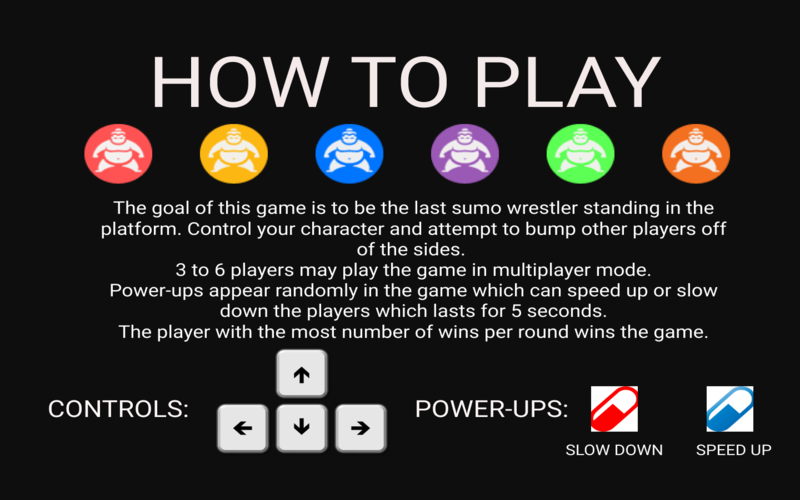 HOW TO PLAY
The goal of this game is to be the last sumo wrestler standing in the
platform. Control your character and attempt to bump other players off
of the sides.
3 to 6 players may play the game in multiplayer mode.
Power-ups appear randomly in the game which can speed up or slow
down the players which lasts for 5 seconds.
The player with the most number of wins per round wins the game.
CONTROLS:
POWER-UPS:
SLOW DOWN
SPEED UP